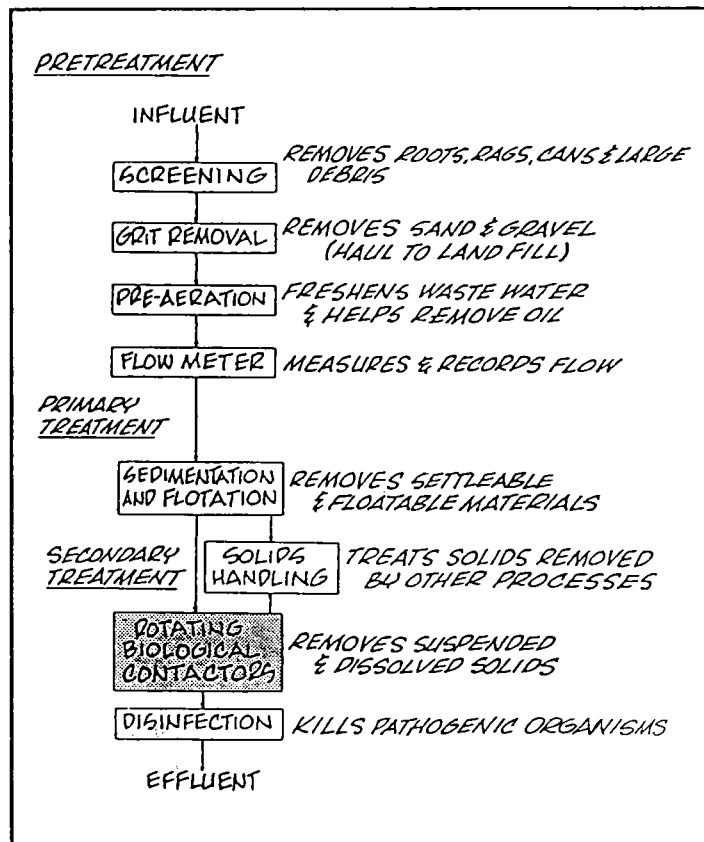 PRETREATMENT
INFLUENT
SCREENING
REMOVES ROOTS, RAGS, CANS & LARGE
DEBRIS
GRIT REMOVAL
REMOVES SAND & GRAVEL
(HAUL TO LAND FILL)
PRE-AERATION
FRESHENS WASTE WATER
& HELPS REMOVE OIL
FLOW METER
MEASURES & RECORDS FLOW
PRIMARY
TREATMENT
SEDIMENTATION
AND FLOTATION
REMOVES SETTLEABLE
& FLOATABLE MATERIALS
SECONDARY
TREATMENT
SOLIDS
HANDLING
TREATS SOLIDS REMOVED
BY OTHER PROCESSES
ROTATING
BIOLOGICAL
CONTACTORS
REMOVES SUSPENDED
& DISSOLVED SOLIDS
DISINFECTION
KILLS PATHOGENIC ORGANISMS
EFFLUENT